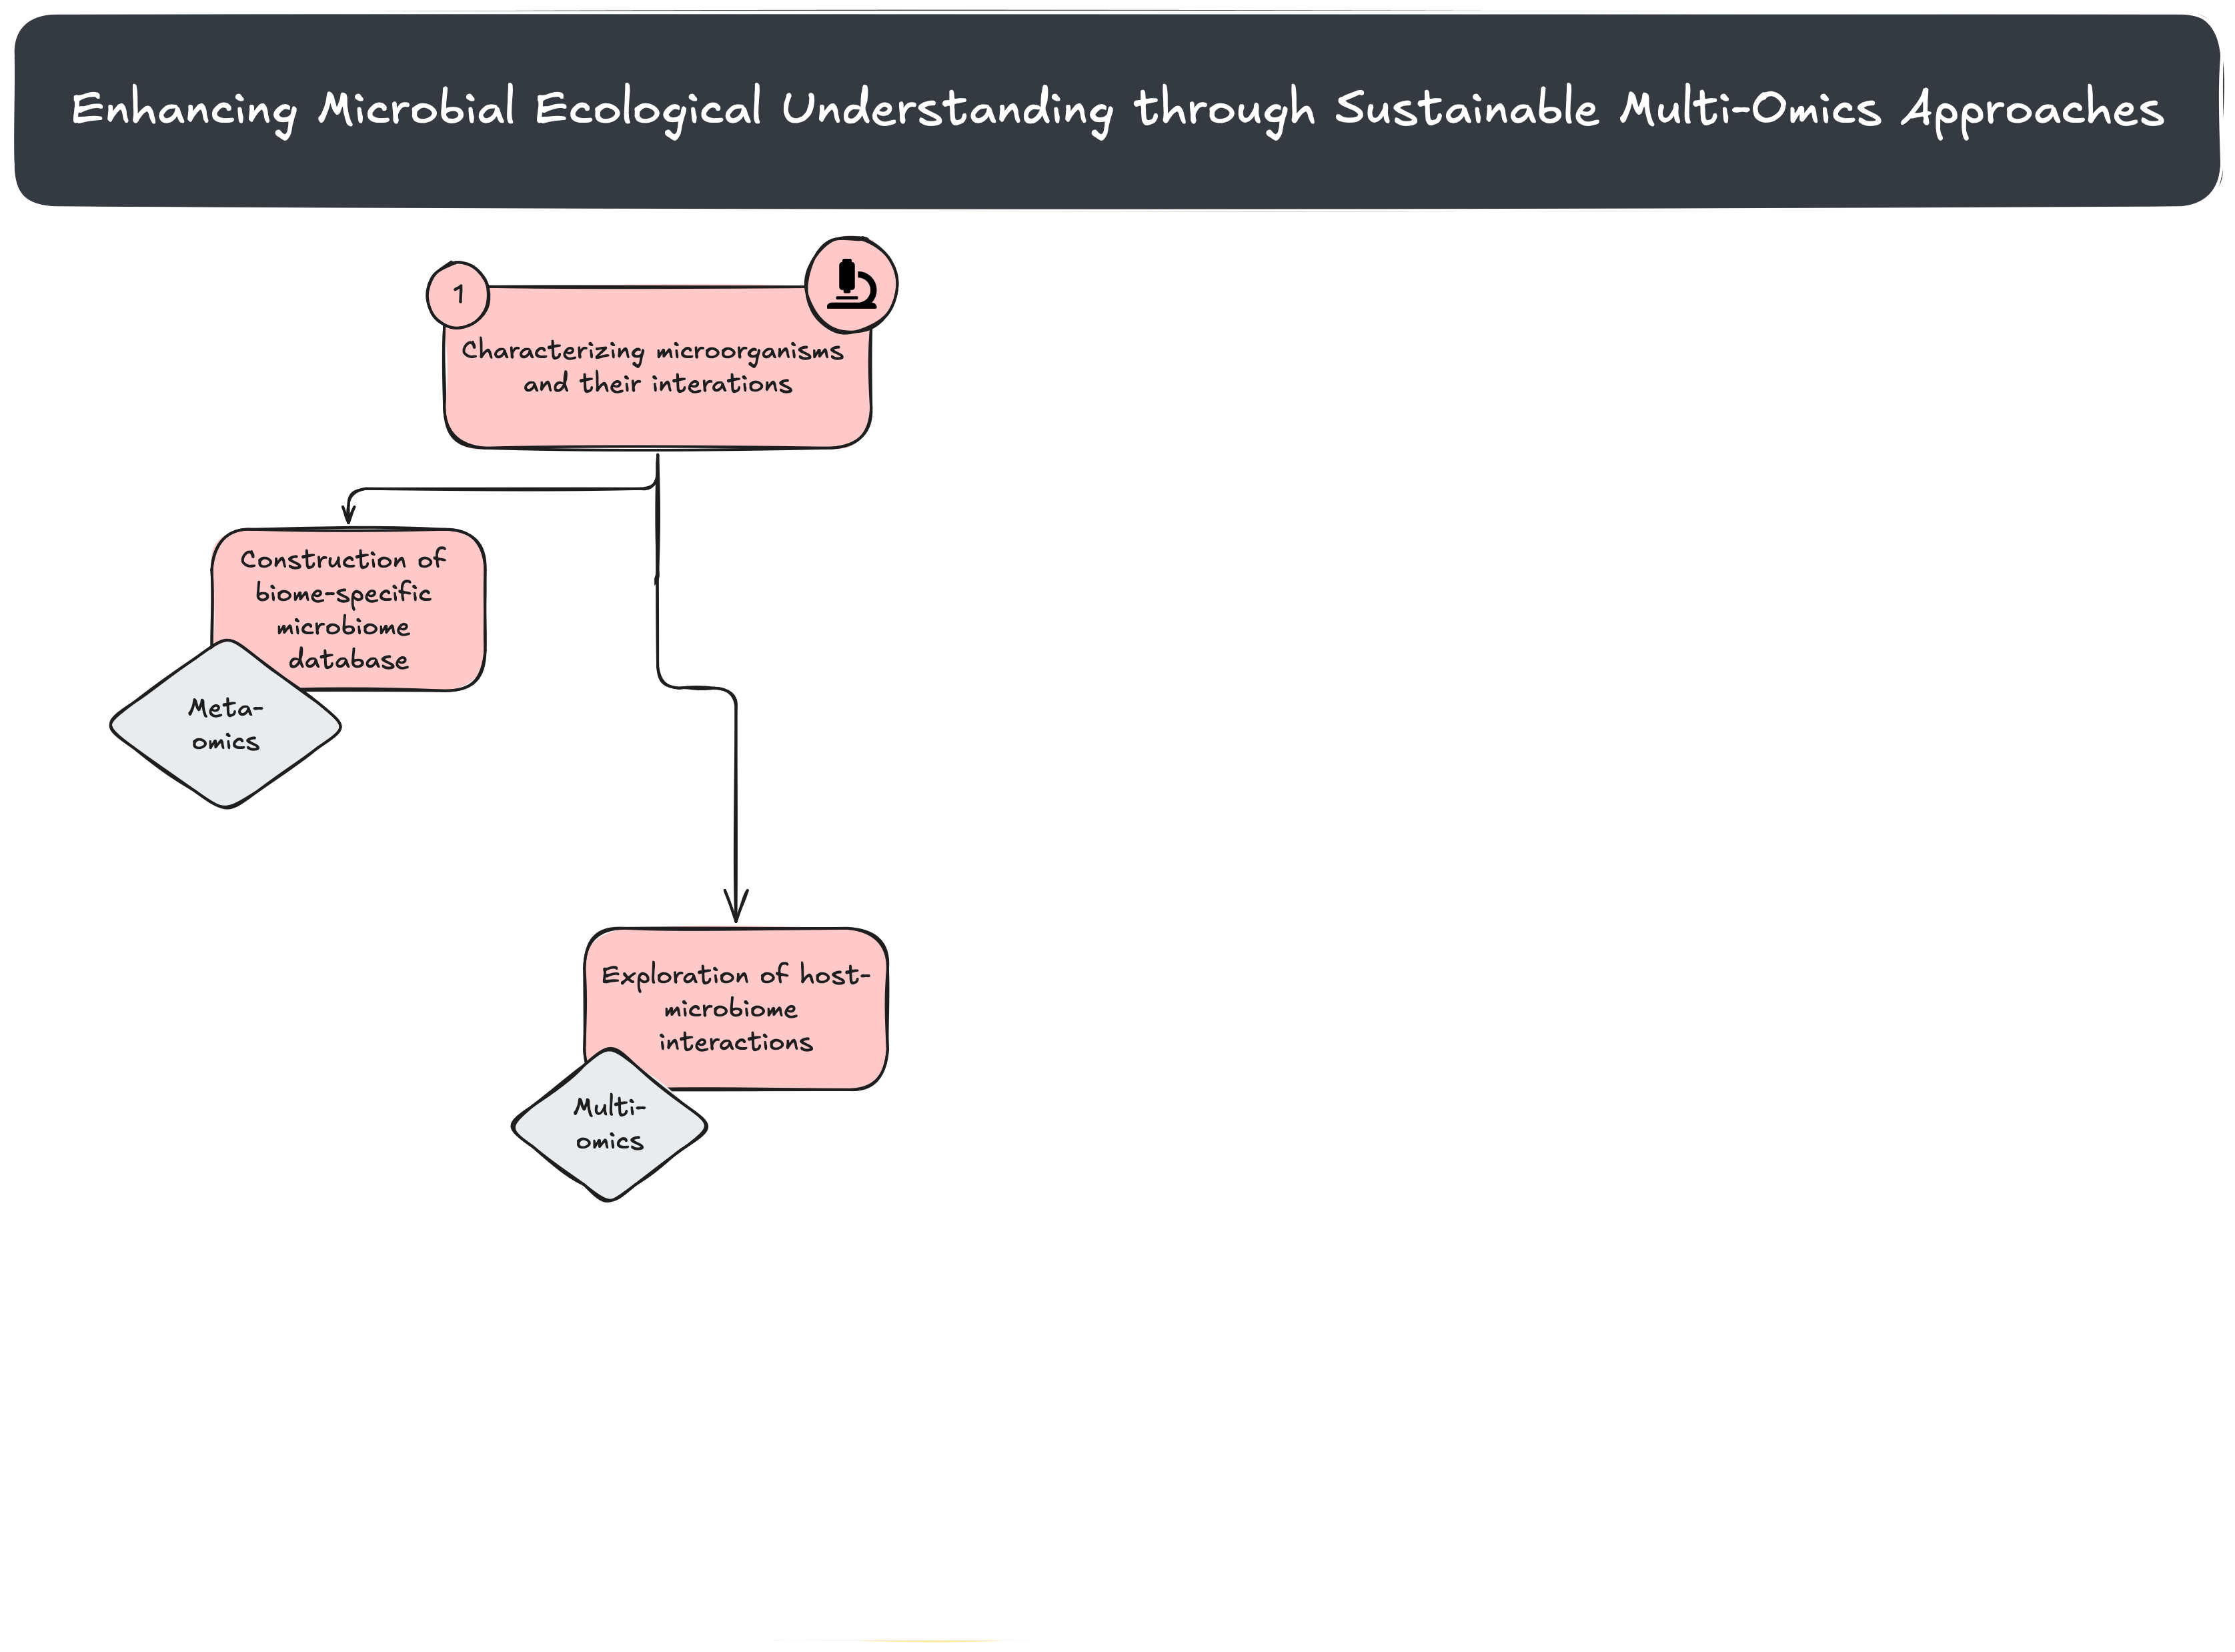 Enhancing Microbial Ecological Understanding through Sustainable Multi-Omics Approaches
1
Characterizing microorganisms
and their interations
Construction of
biome-specific
microbiome
database
Meta-
omics
Exploration of host-
microbiome
interactions
Multi-
omics